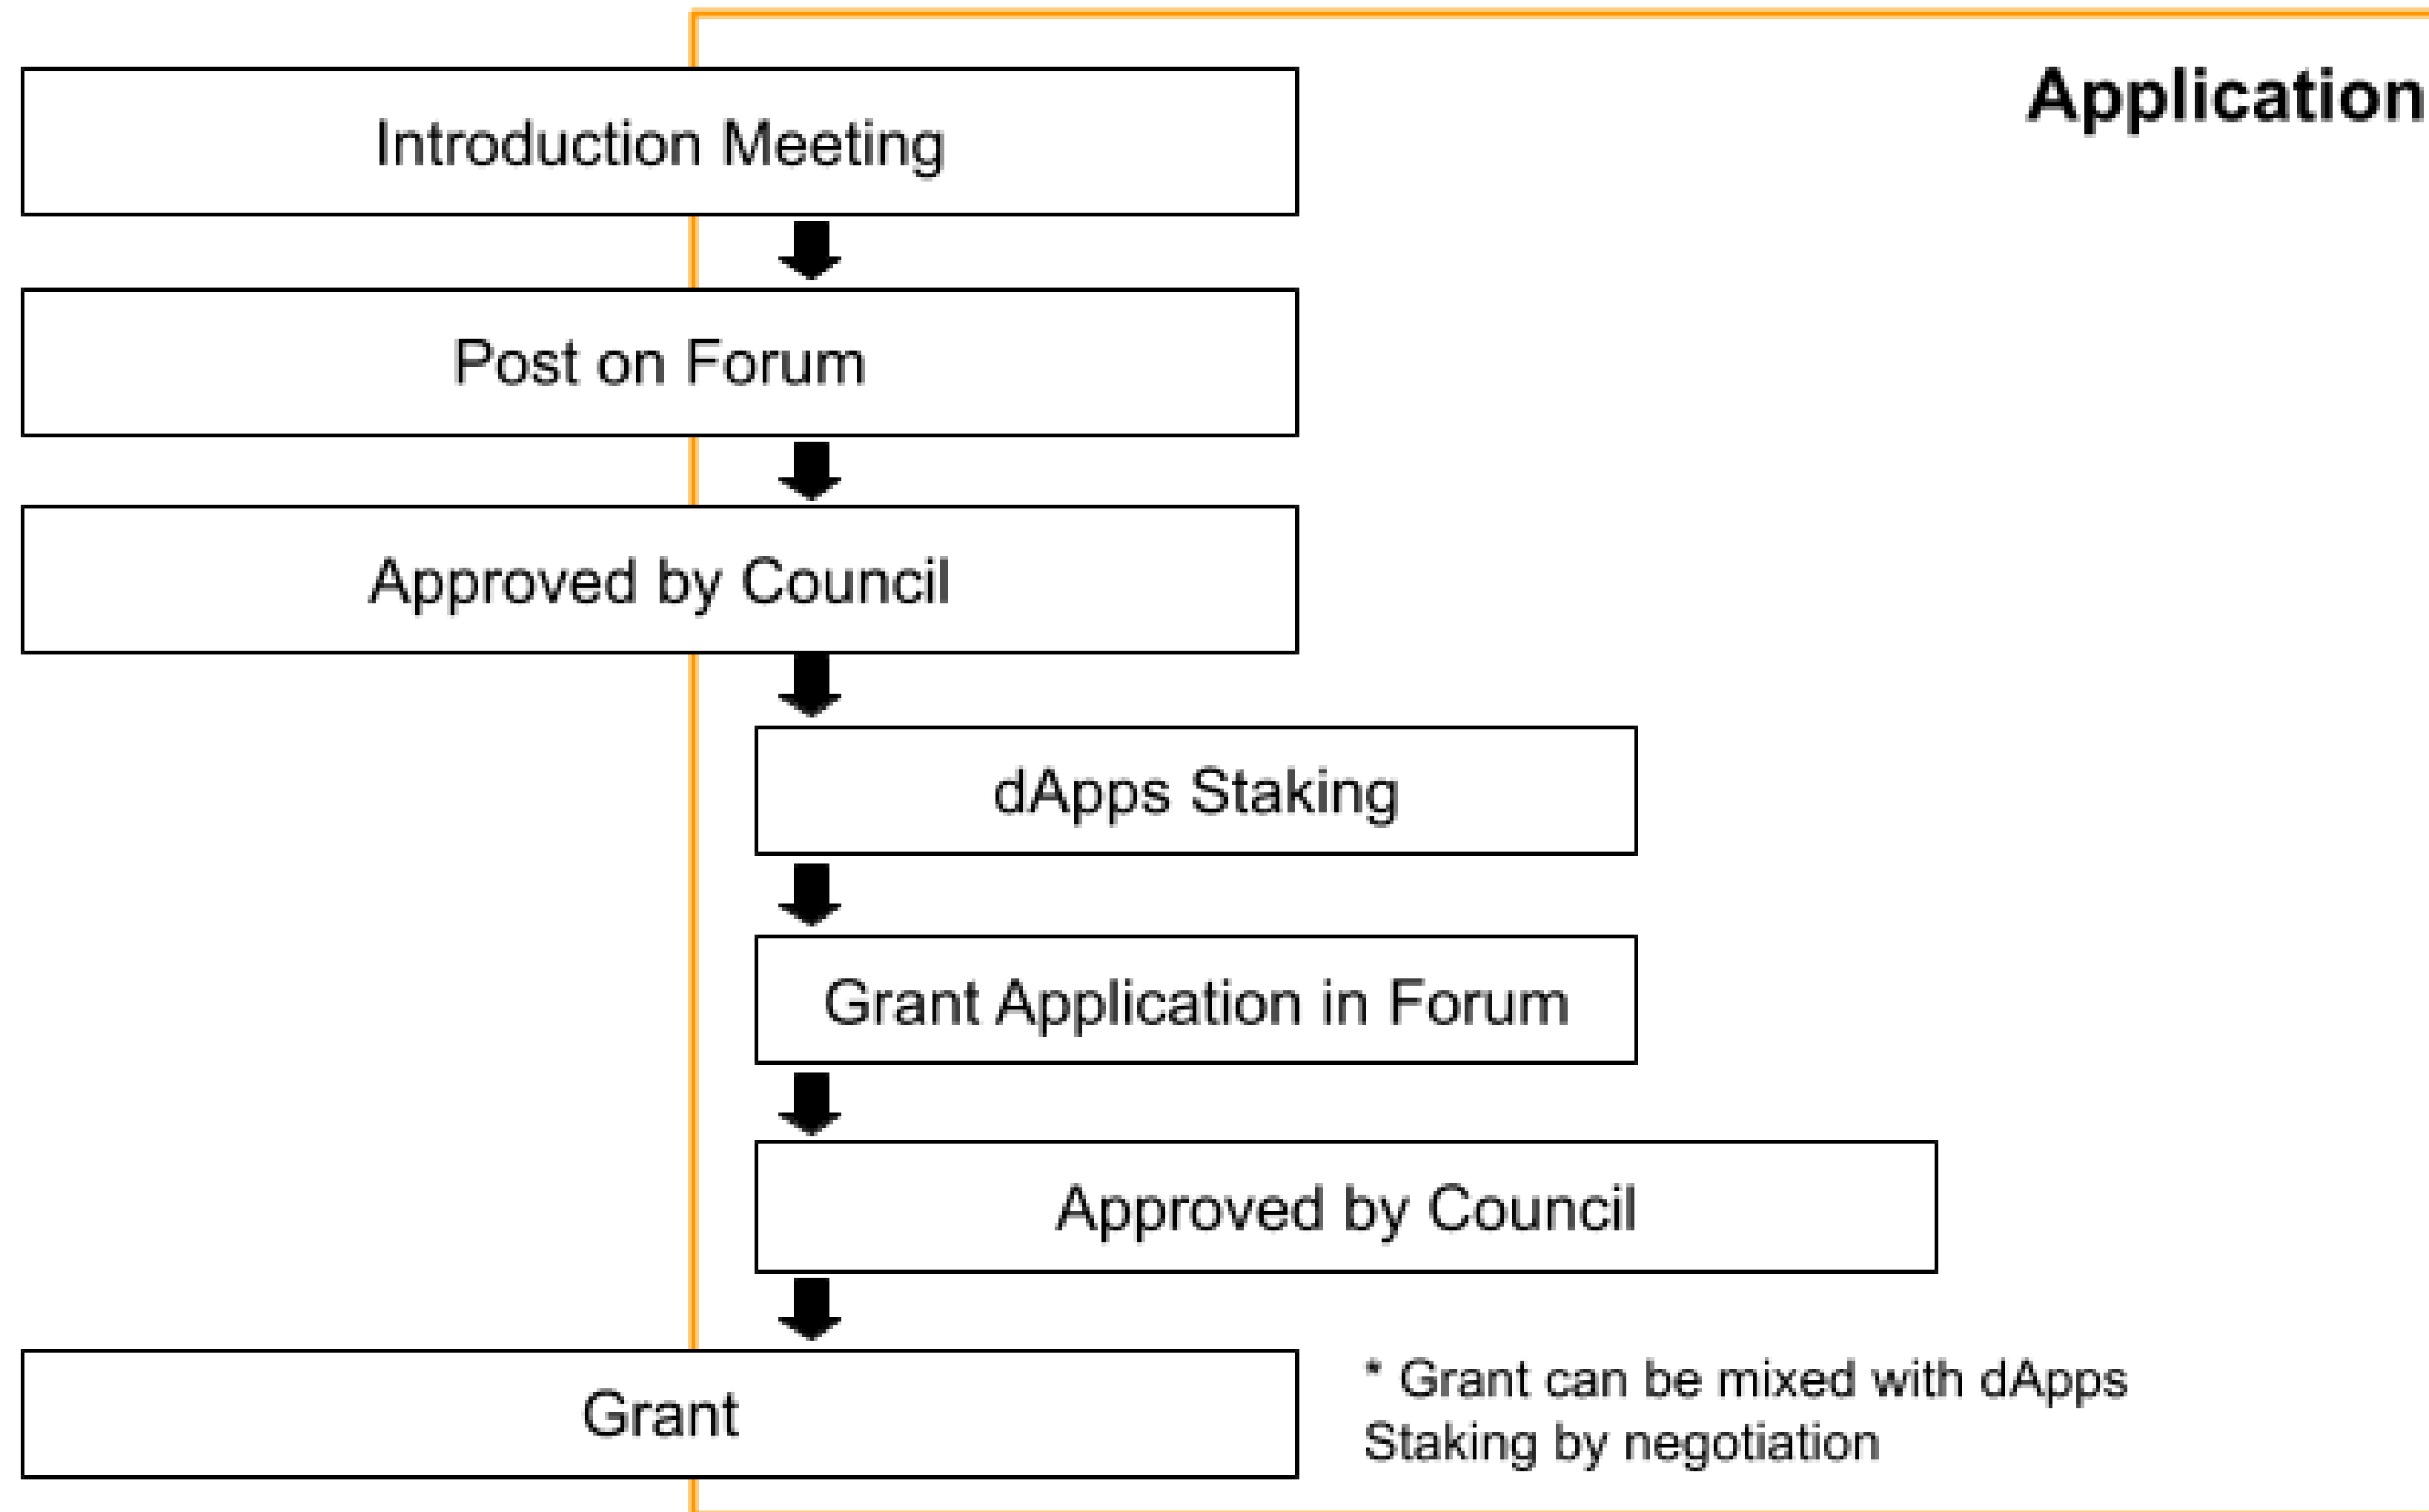 Application
Introduction Meeting
Post on Forum
Approved by Council
dApps Staking
Grant Application in Forum
Approved by Council
Grant
* Grant can be mixed with dApps
Staking by negotiation